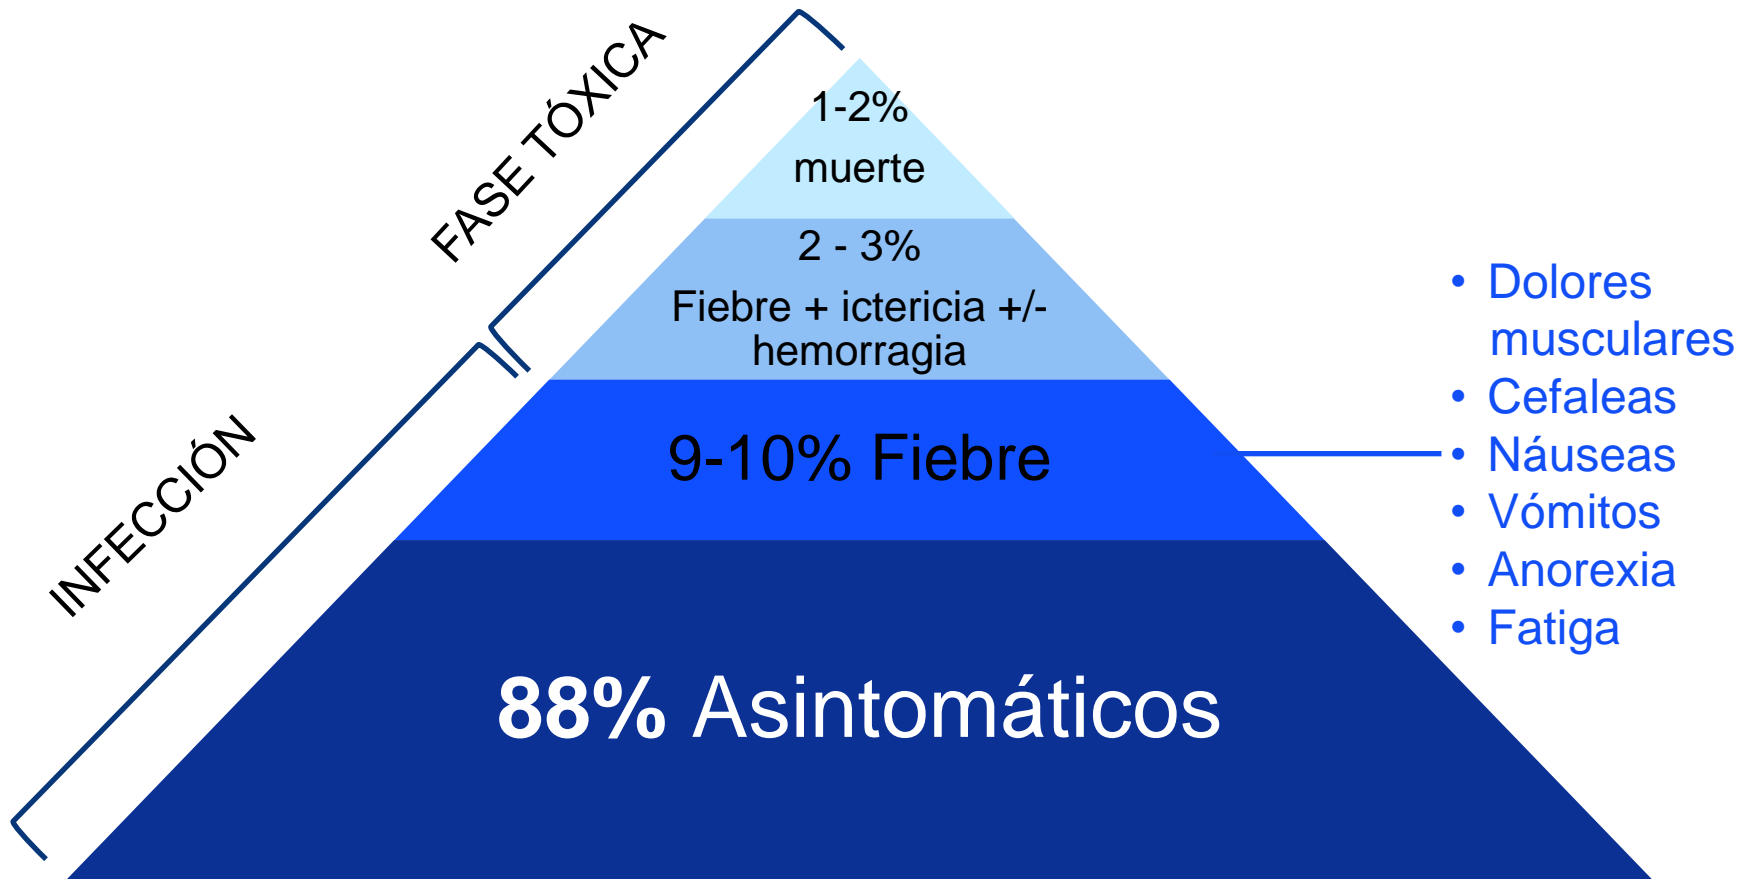 FASE TÓXICA
INFECCIÓN
1-2%
muerte
2 - 3%
Fiebre + ictericia +/-
hemorragia
9-10% Fiebre
88% Asintomáticos
• Dolores
musculares
• Cefaleas
• Náuseas
• Vómitos
• Anorexia
• Fatiga